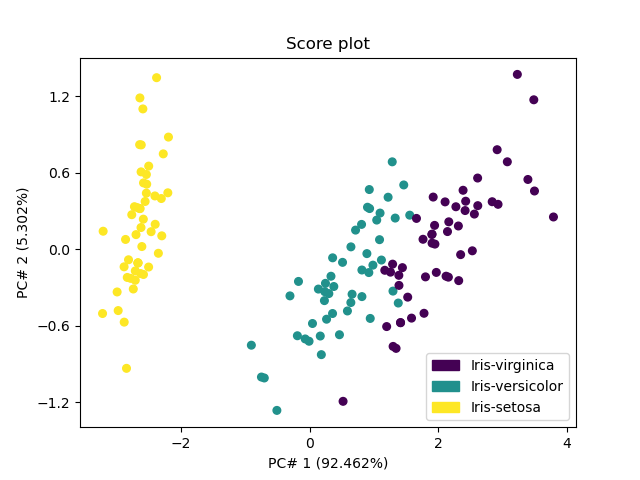 Score plot
PC# 2 (5.302%)
1.2
0.6
0.0
−0.6
−1.2
Iris-virginica
Iris-versicolor
Iris-setosa
−2
0
2
4
PC# 1 (92.462%)